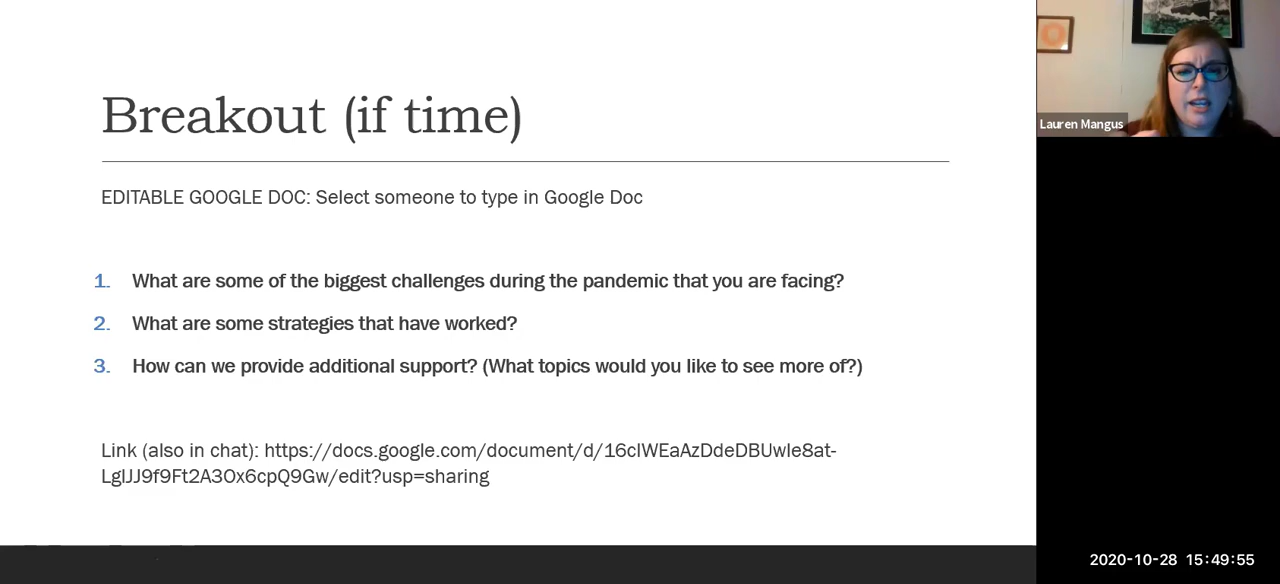 Breakout (if time)
EDITABLE GOOGLE DOC: Select someone to type in Google Doc
1. What are some of the biggest challenges during the pandemic that you are facing?
2. What are some strategies that have worked?
3. How can we provide additional support? (What topics would you like to see more of?)
Link (also in chat): https://docs.google.com/document/d/16clWEaAzDdeDBUwle8at-
LglJJ9f9Ft2A3Ox6cpQ9Gw/edit?usp=sharing
Lauren Mangus
2020-10-28 15:49:55